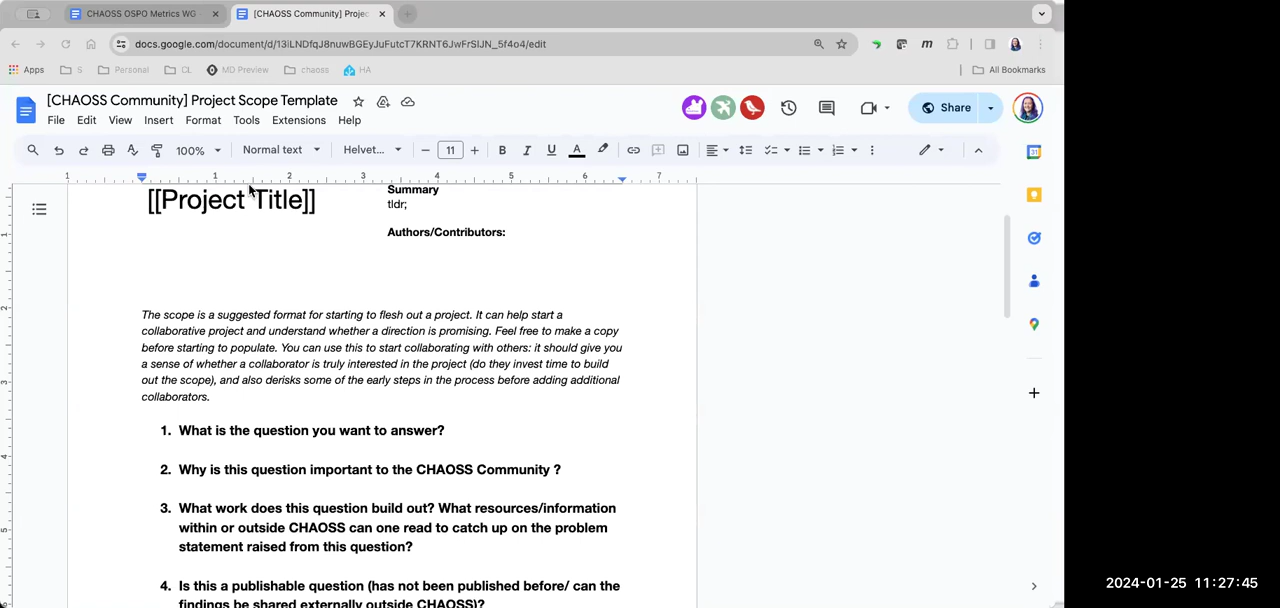 CHAOSS OSPO Metrics WG
[CHAOSS Community] Projec
docs.google.com/document/d/13iLNDfqJ8nuwBGEyJuFutcT7KRNT6JwFrSIJN_5f4o4/edit
Apps S Personal CL MD Preview chaoss HA All Bookmarks
[CHAOSS Community] Project Scope Template
File Edit View Insert Format Tools Extensions Help
Share
100% Normal text Helvet... 11
1 1 2 3 4 5 6 7
[[Project Title]]
Summary
tldr;
Authors/Contributors:
The scope is a suggested format for starting to flesh out a project. It can help start a
collaborative project and understand whether a direction is promising. Feel free to make a copy
before starting to populate. You can use this to start collaborating with others: it should give you
a sense of whether a collaborator is truly interested in the project (do they invest time to build
out the scope), and also derisks some of the early steps in the process before adding additional
collaborators.
1. What is the question you want to answer?
2. Why is this question important to the CHAOSS Community ?
3. What work does this question build out? What resources/information
within or outside CHAOSS can one read to catch up on the problem
statement raised from this question?
4. Is this a publishable question (has not been published before/ can the
findings be shared externally outside CHAOSS)?
2024-01-25 11:27:45